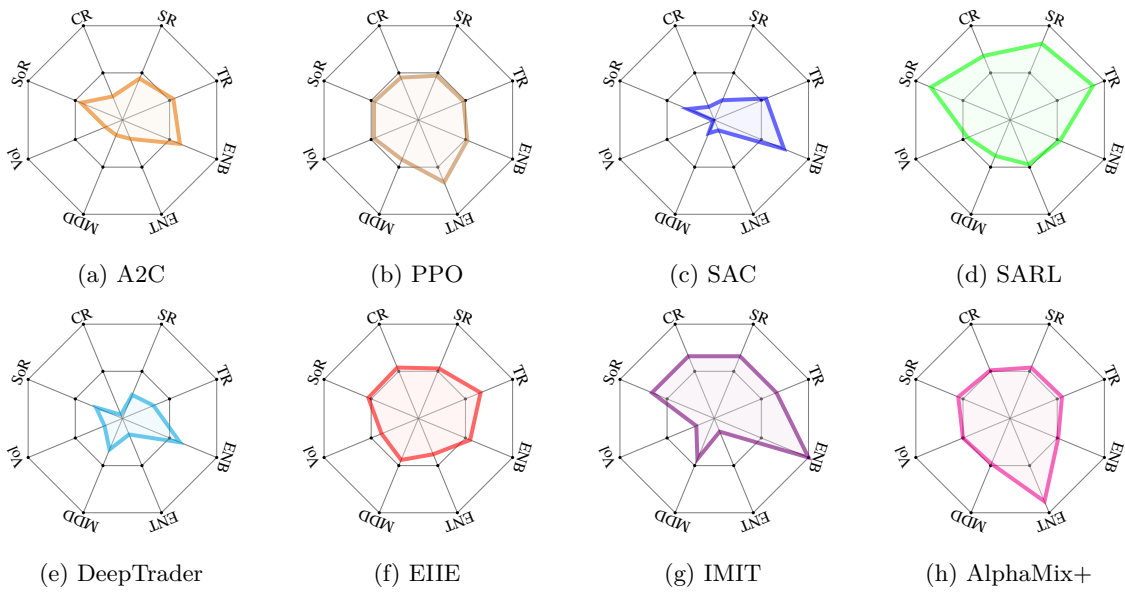 CR SR CR SR CR SR CR SR
SoR TR SoR TR SoR TR SoR TR
Vol ENB Vol ENB Vol ENB Vol ENB
MDD ENT MDD ENT MDD ENT MDD ENT
(a) A2C (b) PPO (c) SAC (d) SARL
CR SR CR SR CR SR CR SR
SoR TR SoR TR SoR TR SoR TR
Vol ENB Vol ENB Vol ENB Vol ENB
MDD ENT MDD ENT MDD ENT MDD ENT
(e) DeepTrader (f) EIIE (g) IMIT (h) AlphaMix+